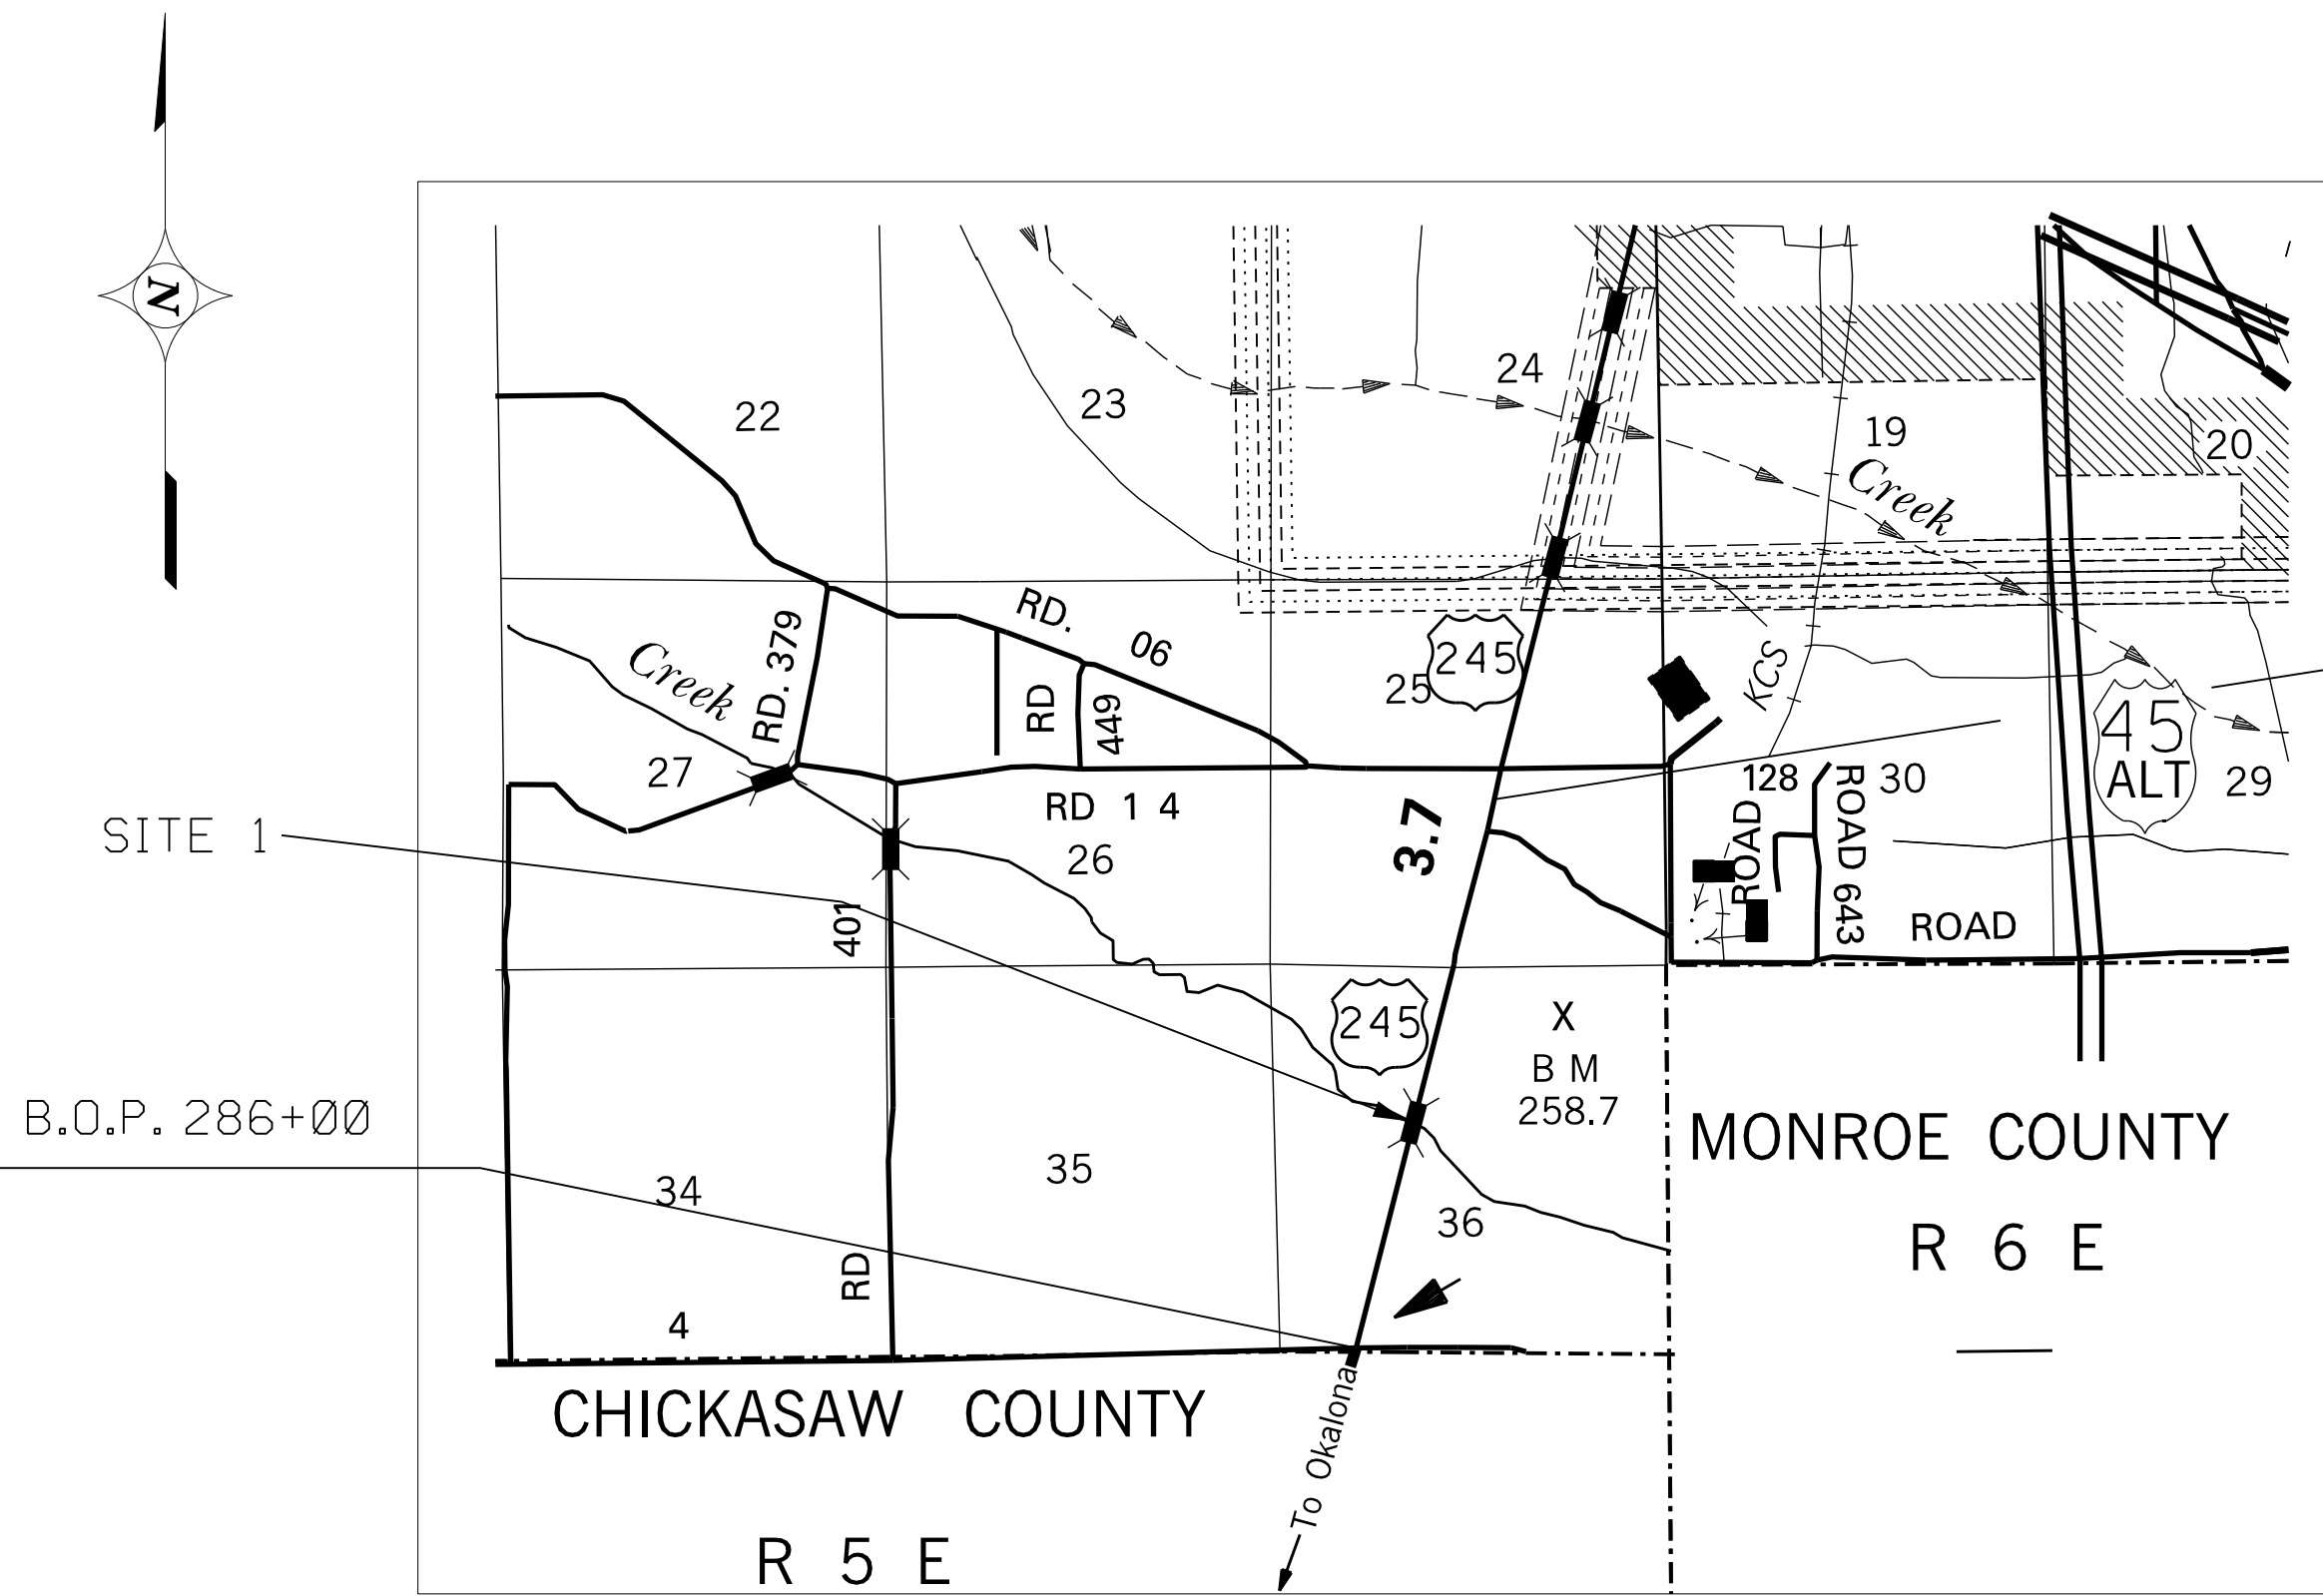 N
22
23
24
19
20
Creek
RD. 06
245
25
Creek
RD. 379
RD 449
KCS
45
ALT
27
128
ROAD
ROAD 643
30
29
RD 1 4
SITE 1
26
3.7
401
ROAD
245
X
B M
258.7
B.O.P. 286+00
MONROE COUNTY
34
35
36
R 6 E
RD
4
CHICKASAW COUNTY
To Okalona
R 5 E